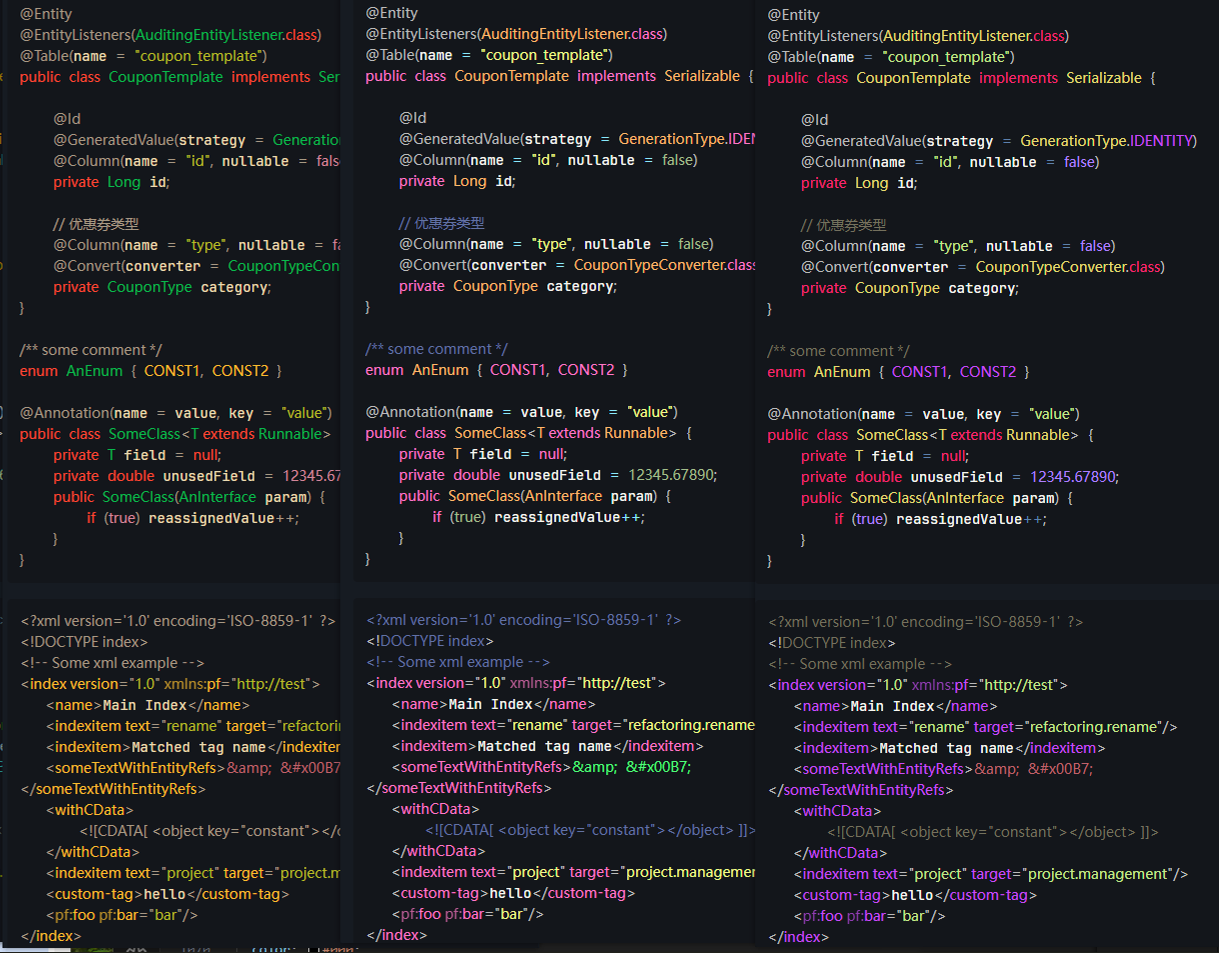 @Entity
@EntityListeners(AuditingEntityListener.class)
@Table(name = "coupon_template")
public class CouponTemplate implements Ser
@Id
@GeneratedValue(strategy = Generation
@Column(name = "id", nullable = fals
private Long id;
// 优惠券类型
@Column(name = "type", nullable = fa
@Convert(converter = CouponTypeCon
private CouponType category;
}
/** some comment */
enum AnEnum { CONST1, CONST2 }
@Annotation(name = value, key = "value")
public class SomeClass<T extends Runnable>
private T field = null;
private double unusedField = 12345.67
public SomeClass(AnInterface param) {
if (true) reassignedValue++;
}
}
<?xml version='1.0' encoding='ISO-8859-1' ?>
<!DOCTYPE index>
<!-- Some xml example -->
<index version="1.0" xmlns:pf="http://test">
<name>Main Index</name>
<indexitem text="rename" target="refactorin
<indexitem>Matched tag name</indexiten
<someTextWithEntityRefs>&amp; &#x00B7
</someTextWithEntityRefs>
<withCData>
<![CDATA[ <object key="constant"></o
</withCData>
<indexitem text="project" target="project.m
<custom-tag>hello</custom-tag>
<pf:foo pf:bar="bar"/>
</index>
@Entity
@EntityListeners(AuditingEntityListener.class)
@Table(name = "coupon_template")
public class CouponTemplate implements Serializable {
@Id
@GeneratedValue(strategy = GenerationType.IDEN
@Column(name = "id", nullable = false)
private Long id;
// 优惠券类型
@Column(name = "type", nullable = false)
@Convert(converter = CouponTypeConverter.class
private CouponType category;
}
/** some comment */
enum AnEnum { CONST1, CONST2 }
@Annotation(name = value, key = "value")
public class SomeClass<T extends Runnable> {
private T field = null;
private double unusedField = 12345.67890;
public SomeClass(AnInterface param) {
if (true) reassignedValue++;
}
}
<?xml version='1.0' encoding='ISO-8859-1' ?>
<!DOCTYPE index>
<!-- Some xml example -->
<index version="1.0" xmlns:pf="http://test">
<name>Main Index</name>
<indexitem text="rename" target="refactoring.rename
<indexitem>Matched tag name</indexitem>
<someTextWithEntityRefs>&amp; &#x00B7;
</someTextWithEntityRefs>
<withCData>
<![CDATA[ <object key="constant"></object> ]]>
</withCData>
<indexitem text="project" target="project.managemen
<custom-tag>hello</custom-tag>
<pf:foo pf:bar="bar"/>
</index>
@Entity
@EntityListeners(AuditingEntityListener.class)
@Table(name = "coupon_template")
public class CouponTemplate implements Serializable {
@Id
@GeneratedValue(strategy = GenerationType.IDENTITY)
@Column(name = "id", nullable = false)
private Long id;
// 优惠券类型
@Column(name = "type", nullable = false)
@Convert(converter = CouponTypeConverter.class)
private CouponType category;
}
/** some comment */
enum AnEnum { CONST1, CONST2 }
@Annotation(name = value, key = "value")
public class SomeClass<T extends Runnable> {
private T field = null;
private double unusedField = 12345.67890;
public SomeClass(AnInterface param) {
if (true) reassignedValue++;
}
}
<?xml version='1.0' encoding='ISO-8859-1' ?>
<!DOCTYPE index>
<!-- Some xml example -->
<index version="1.0" xmlns:pf="http://test">
<name>Main Index</name>
<indexitem text="rename" target="refactoring.rename"/>
<indexitem>Matched tag name</indexitem>
<someTextWithEntityRefs>&amp; &#x00B7;
</someTextWithEntityRefs>
<withCData>
<![CDATA[ <object key="constant"></object> ]]>
</withCData>
<indexitem text="project" target="project.management"/>
<custom-tag>hello</custom-tag>
<pf:foo pf:bar="bar"/>
</index>